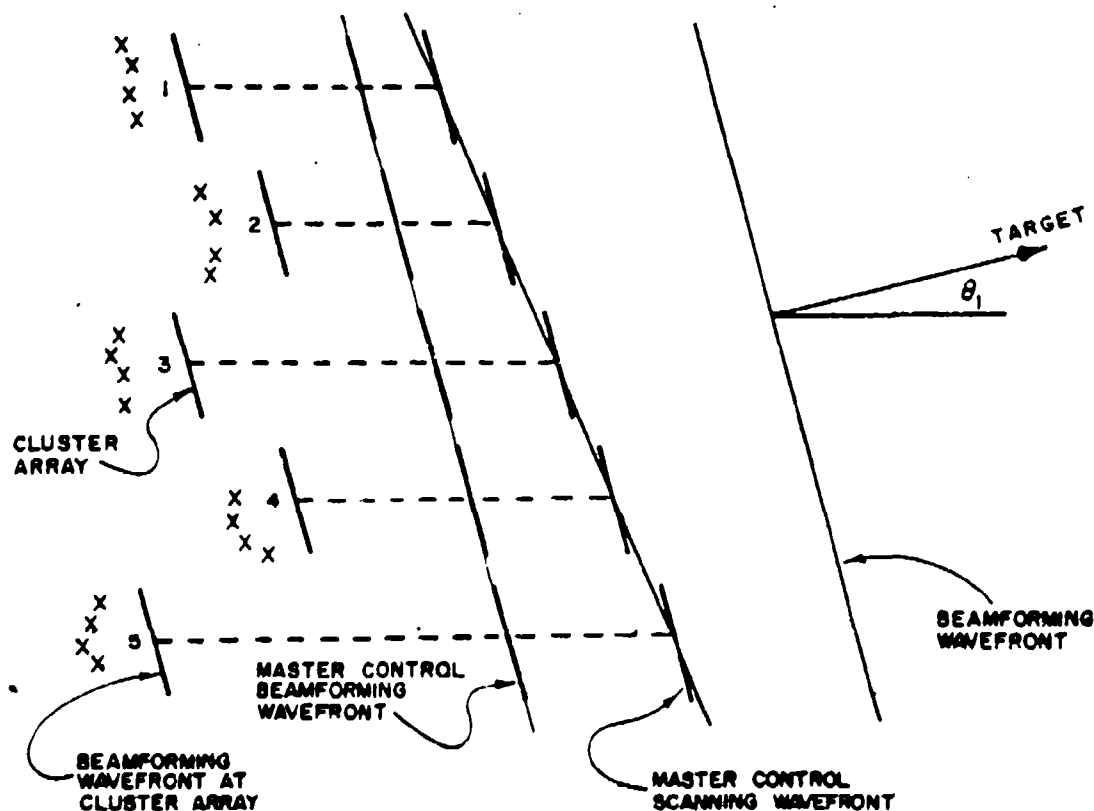 1
2
TARGET
θ₁
3
CLUSTER
ARRAY
4
5
BEAMFORMING
WAVEFRONT
MASTER CONTROL
BEAMFORMING
WAVEFRONT
BEAMFORMING
WAVEFRONT AT
CLUSTER ARRAY
MASTER CONTROL
SCANNING WAVEFRONT